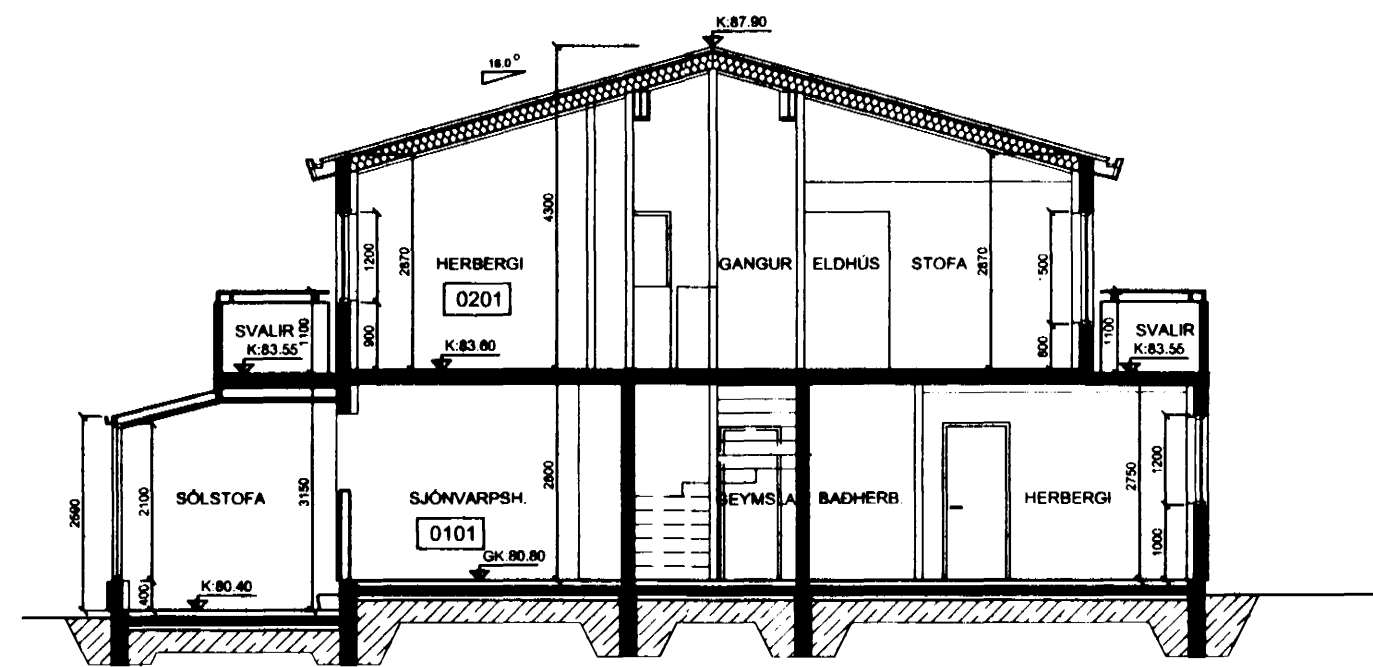 K:87.90
16.0°
4300
1200
2870
HERBERGI
GANGUR
ELDHÚS
STOFA
2870
1500
0201
SVALIR
K:83.55
1100
900
K:83.60
800
1100
SVALIR
K:83.55
2690
2100
SÓLSTOFA
3150
SJÓNVARPSH.
2800
GEYMSLA
BAÐHERB.
HERBERGI
2750
1200
0101
GK:80.80
1000
400
K:80.40